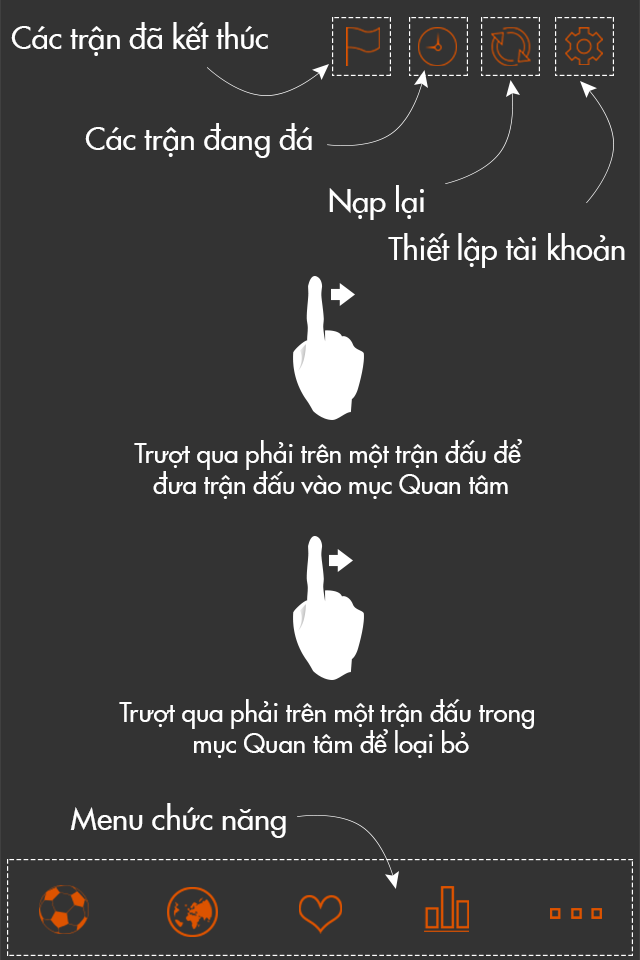 Các trận đã kết thúc
Các trận đang đá
Nạp lại
Thiết lập tài khoản
Trượt qua phải trên một trận đấu để
đưa trận đấu vào mục Quan tâm
Trượt qua phải trên một trận đấu trong
mục Quan tâm để loại bỏ
Menu chức năng